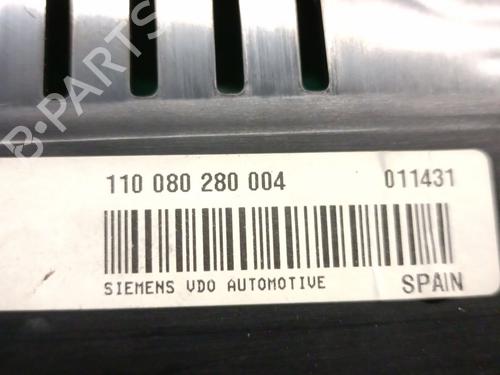 B-PARTS
110 080 280 004 011431
SIEMENS VDO AUTOMOTIVE SPAIN